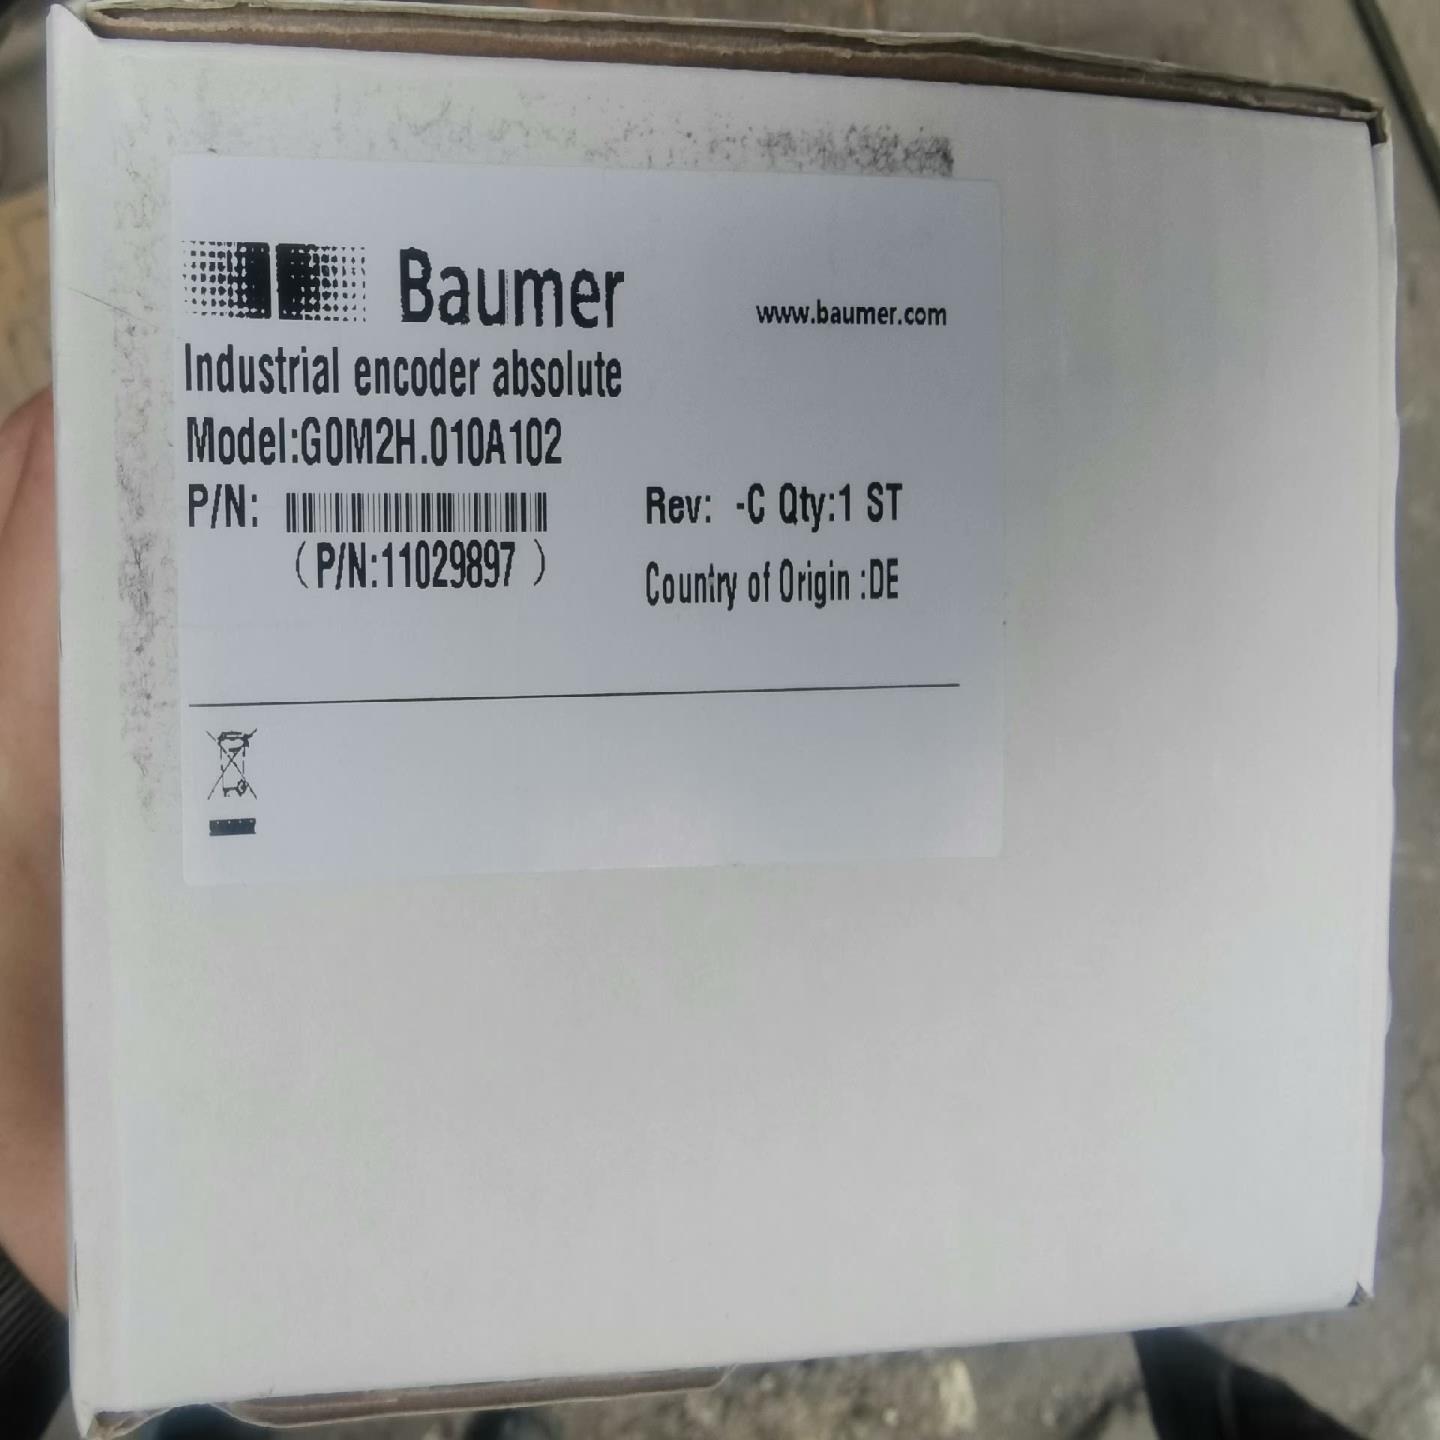 Baumer
www.baumer.com
Industrial encoder absolute
Model:G0M2H.010A102
P/N:
Rev: -C Qty:1 ST
(P/N:11029897 )
Country of Origin :DE